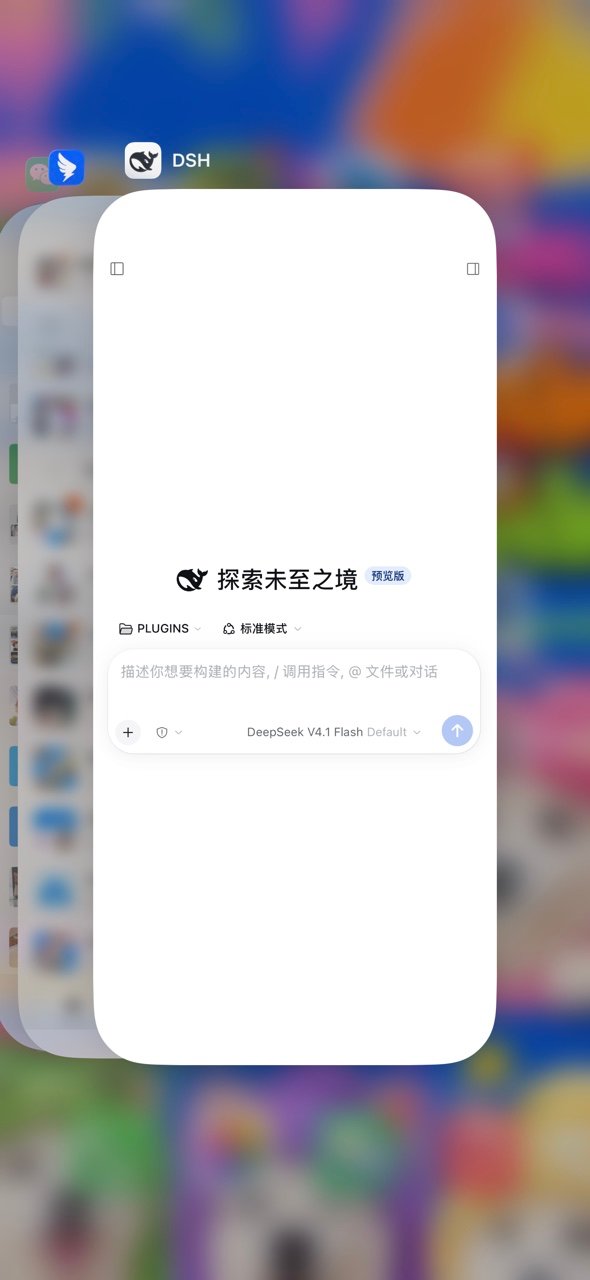 DSH
探索未至之境 预览版
PLUGINS 标准模式
描述你想要构建的内容, / 调用指令, @ 文件或对话
DeepSeek V4.1 Flash Default